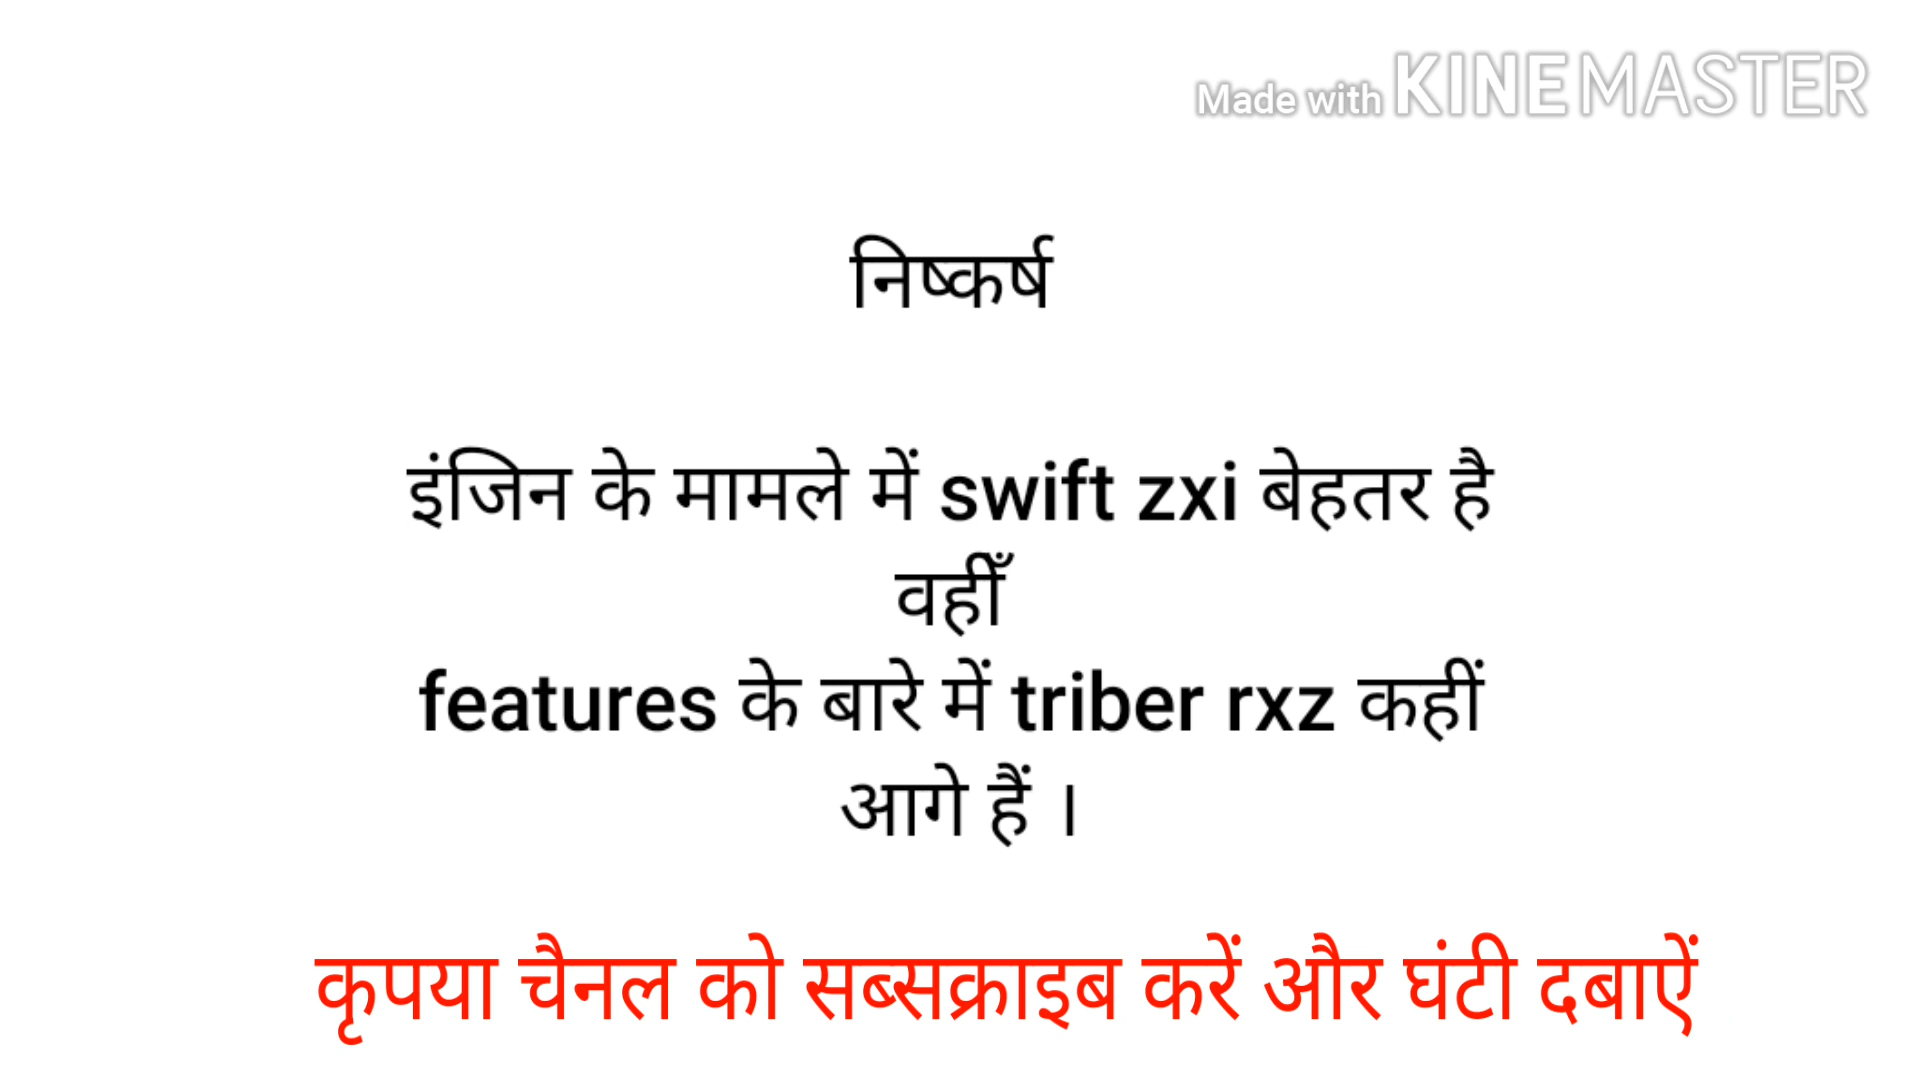 Made with KINEMASTER
निष्कर्ष
इंजिन के मामले में swift zxi बेहतर है
वहीँ
features के बारे में triber rxz कहीं
आगे हैं ।
कृपया चैनल को सब्सक्राइब करें और घंटी दबाऐं